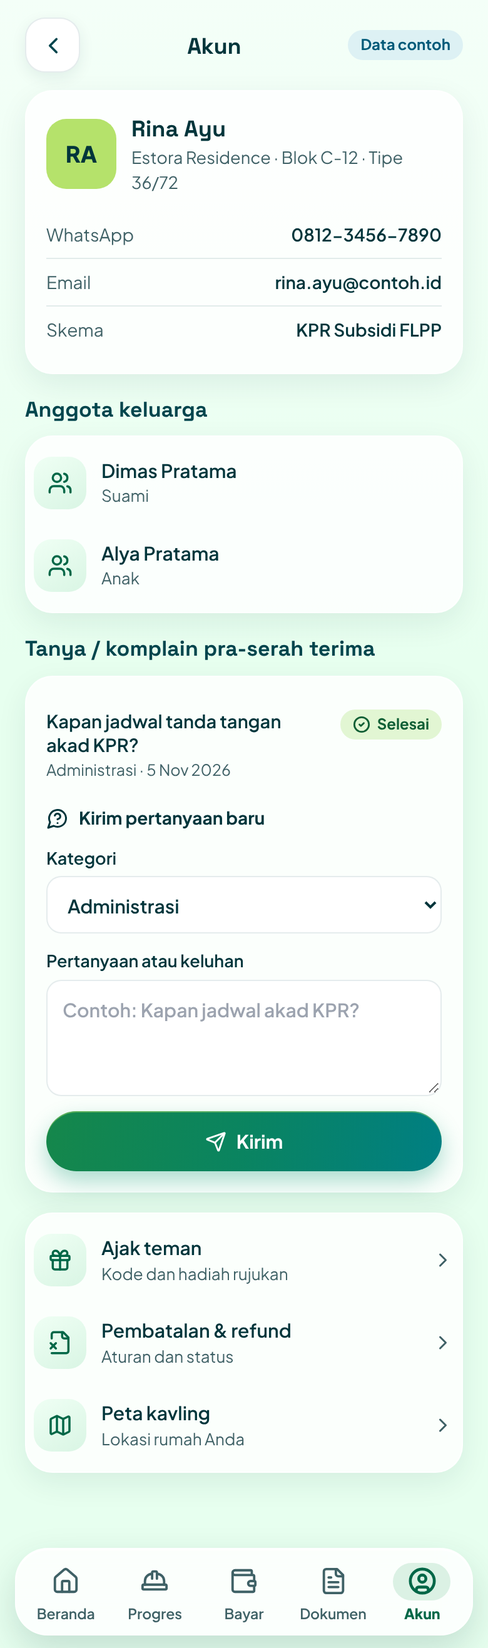 Akun
Data contoh
RA
Rina Ayu
Estora Residence · Blok C-12 · Tipe
36/72
WhatsApp
0812-3456-7890
Email
rina.ayu@contoh.id
Skema
KPR Subsidi FLPP
Anggota keluarga
Dimas Pratama
Suami
Alya Pratama
Anak
Tanya / komplain pra-serah terima
Kapan jadwal tanda tangan
akad KPR?
Selesai
Administrasi · 5 Nov 2026
Kirim pertanyaan baru
Kategori
Administrasi
Pertanyaan atau keluhan
Contoh: Kapan jadwal akad KPR?
Kirim
Ajak teman
Kode dan hadiah rujukan
Pembatalan & refund
Aturan dan status
Peta kavling
Lokasi rumah Anda
Beranda
Progres
Bayar
Dokumen
Akun